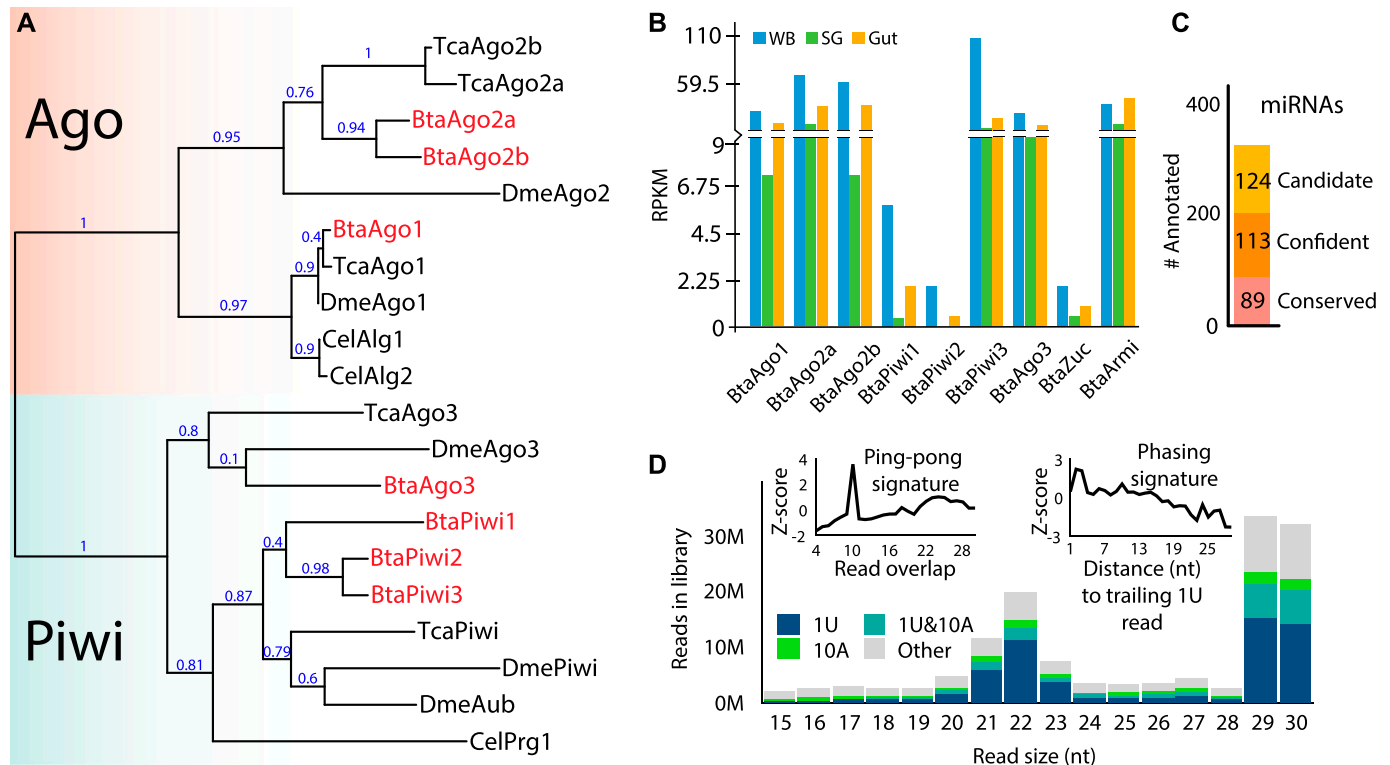 A
Ago
Piwi
1
0.95
0.76
1
0.94
0.97
0.4
0.9
0.9
1
0.8
0.1
0.81
0.87
0.4
0.98
0.79
0.6
TcaAgo2b
TcaAgo2a
BtaAgo2a
BtaAgo2b
DmeAgo2
BtaAgo1
TcaAgo1
DmeAgo1
CelAlg1
CelAlg2
TcaAgo3
DmeAgo3
BtaAgo3
BtaPiwi1
BtaPiwi2
BtaPiwi3
TcaPiwi
DmePiwi
DmeAub
CelPrg1
B
WB SG Gut
RPKM
110
59.5
9
6.75
4.5
2.25
0
BtaAgo1
BtaAgo2a
BtaAgo2b
BtaPiwi1
BtaPiwi2
BtaPiwi3
BtaAgo3
BtaZuc
BtaArmi
C
miRNAs
# Annotated
400
200
0
124 Candidate
113 Confident
89 Conserved
D
Reads in library
30M
20M
10M
0M
15 16 17 18 19 20 21 22 23 24 25 26 27 28 29 30
Read size (nt)
1U 1U&10A
10A Other
Ping-pong
signature
Z-score
4
2
0
-2
4 10 16 22 28
Read overlap
Phasing
signature
Z-score
3
0
-3
1 7 13 19 25
Distance (nt)
to trailing 1U
read